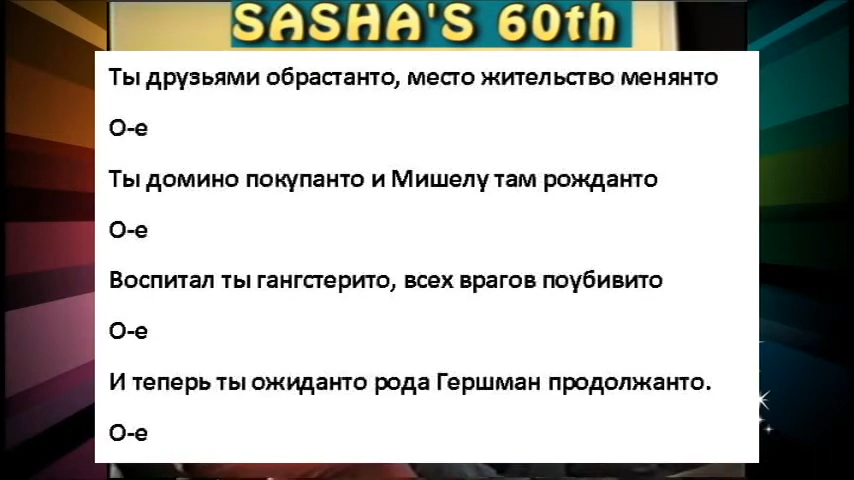 SASHA'S 60th
Ты друзьями обрастанто, место жительство менянто
О-е
Ты домино покупанто и Мишелу там рожданто
О-е
Воспитал ты гангстерито, всех врагов поубивито
О-е
И теперь ты ожиданто рода Гершман продолжанто.
О-е